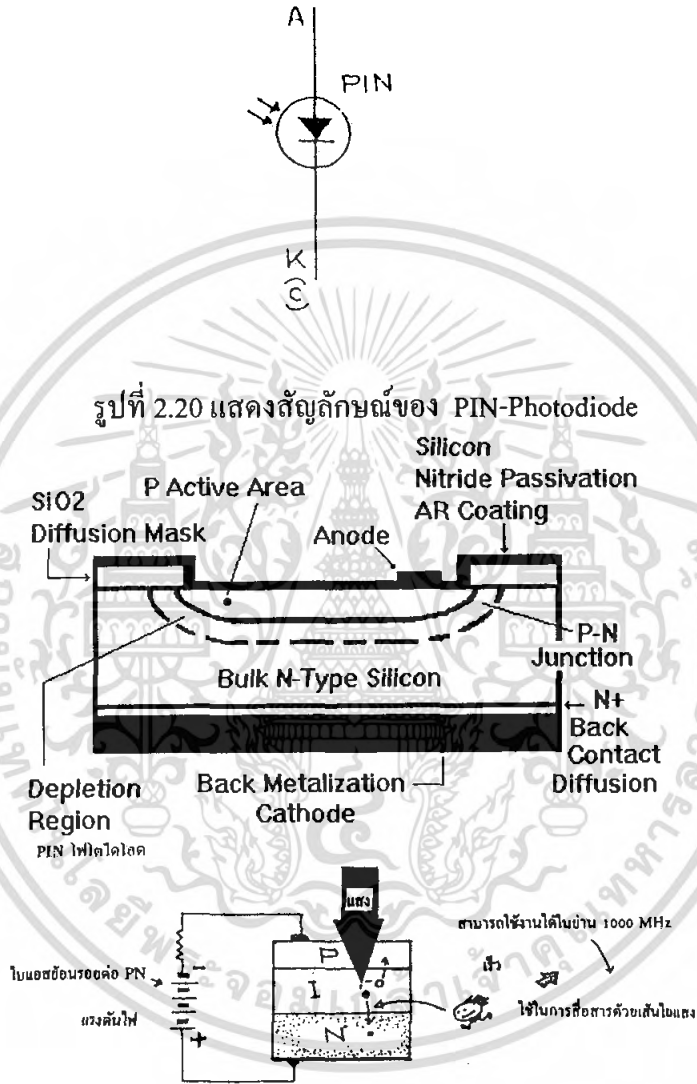 A
PIN
K
C
รูปที่ 2.20 แสดงสัญลักษณ์ของ PIN-Photodiode
Silicon
Nitride Passivation
AR Coating
P Active Area
SiO2
Diffusion Mask
Anode
P-N
Junction
Bulk N-Type Silicon
N+
Back
Contact
Diffusion
Back Metalization
Cathode
Depletion
Region
PIN โฟโตไดโอด
แสง
สามารถใช้งานได้ในย่าน 1000 MHz
P
ไบแอสย้อนรอยต่อ PN
-
I
เร็ว
ใช้ในการสื่อสารด้วยเส้นใยแสง
แรงดันไฟ
+
N